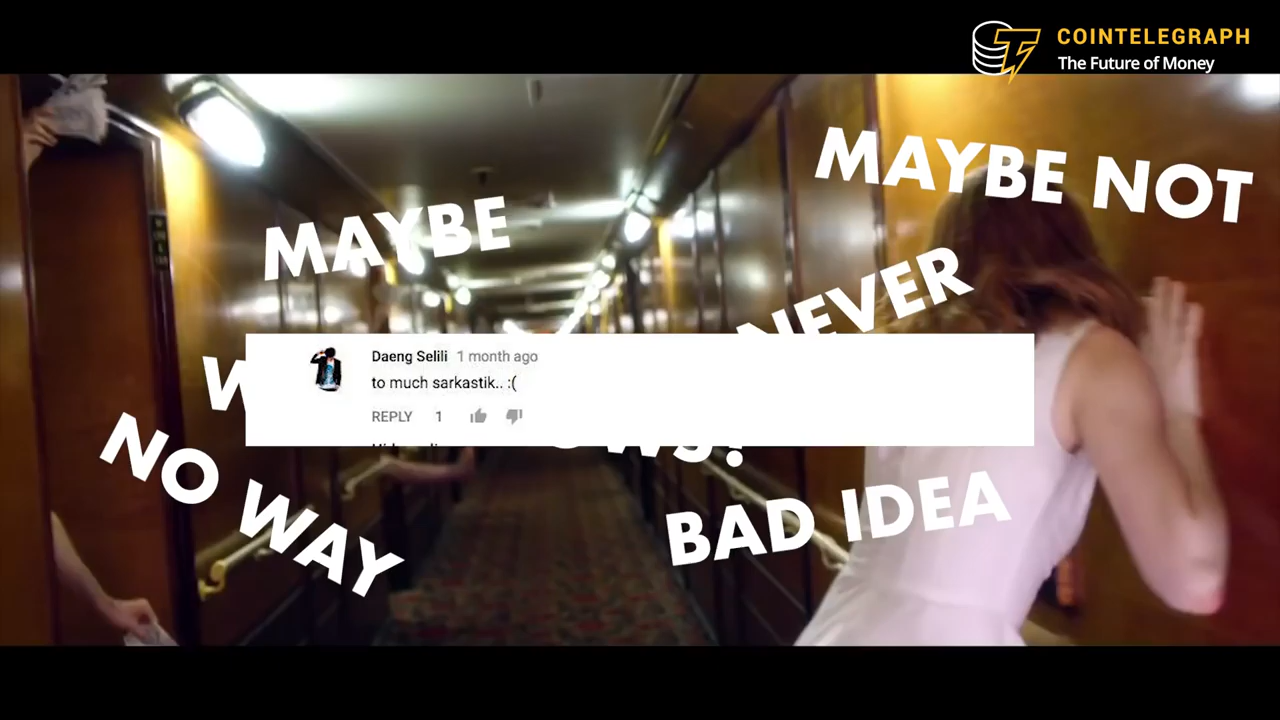 COINTELEGRAPH
The Future of Money
MAYBE NOT
MAYBE
NEVER
Daeng Selili 1 month ago
to much sarkastik.. :(
REPLY 1
NO WAY
BAD IDEA